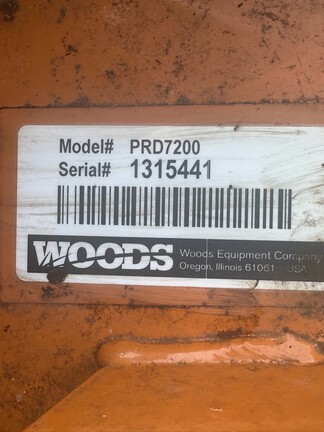 Model# PRD7200
Serial# 1315441
WOODS
Woods Equipment Company
Oregon, Illinois 61061 USA